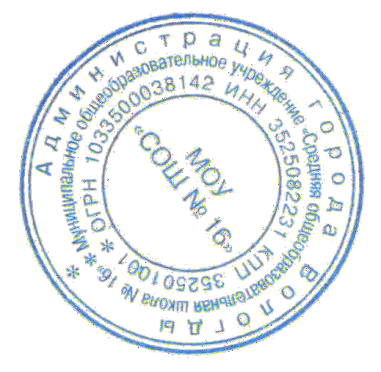 Администрация города Вологды *
Муниципальное общеобразовательное учреждение «Средняя общеобразовательная школа № 16» *
ОГРН 1033500038142 ИНН 3525082231 КПП 352501001 *
МОУ
«СОШ № 16»